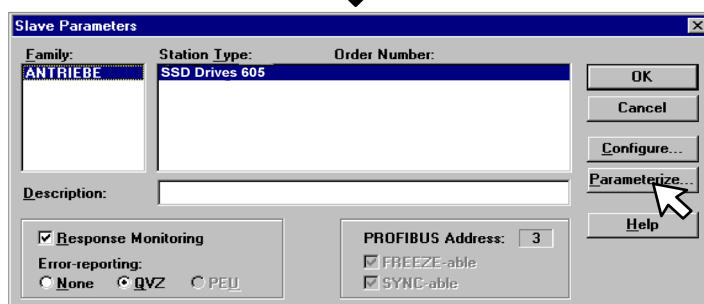 Slave Parameters
Family: Station Type: Order Number:
ANTRIEBE SSD Drives 605
OK
Cancel
Configure...
Parameterize...
Description:
Help
Response Monitoring PROFIBUS Address: 3
Error-reporting: FREEZE-able
None QVZ PEU SYNC-able